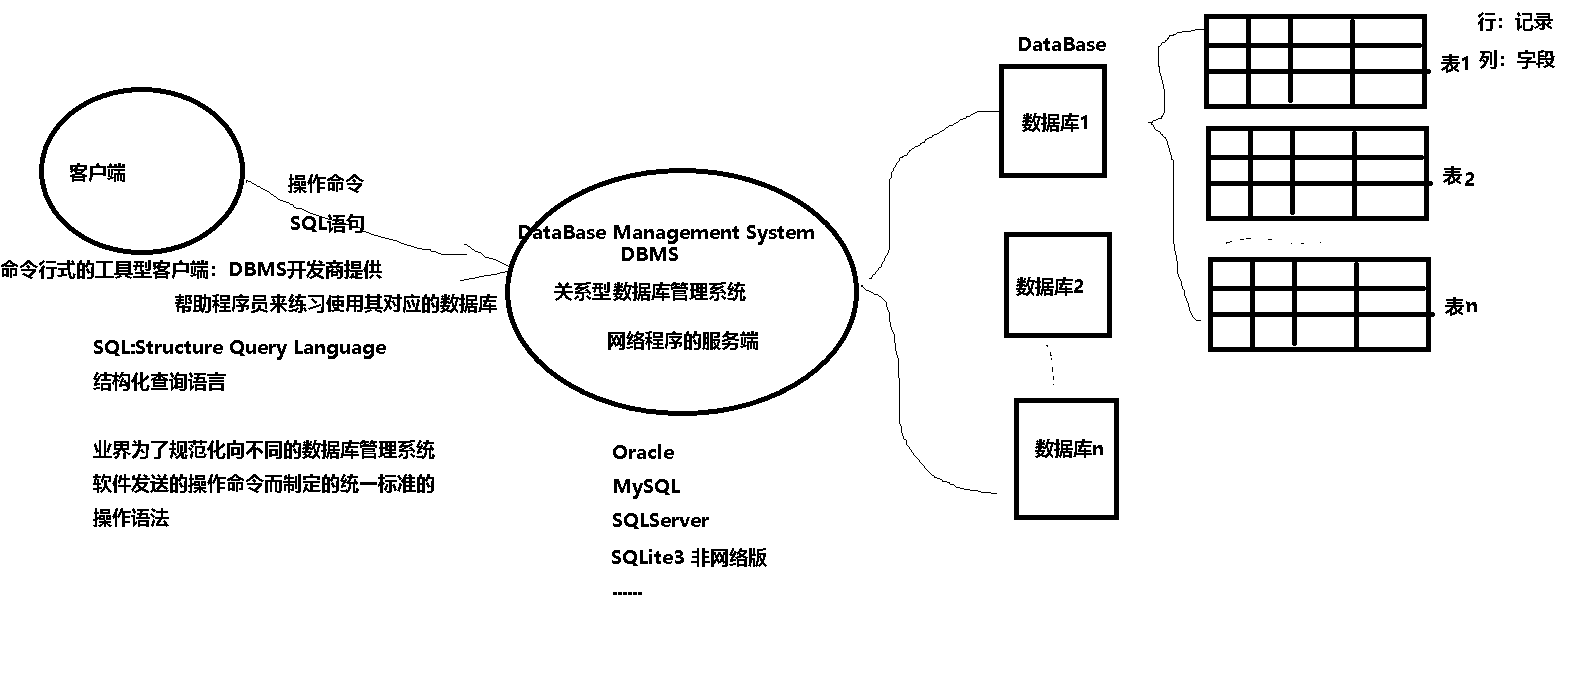 客户端
操作命令
SQL语句
命令行式的工具型客户端：DBMS开发商提供
帮助程序员来练习使用其对应的数据库
SQL:Structure Query Language
结构化查询语言
业界为了规范化向不同的数据库管理系统
软件发送的操作命令而制定的统一标准的
操作语法
DataBase Management System
DBMS
关系型数据库管理系统
网络程序的服务端
Oracle
MySQL
SQLServer
SQLite3 非网络版
······
DataBase
数据库1
数据库2
数据库n
表1
表2
表n
行：记录
列：字段